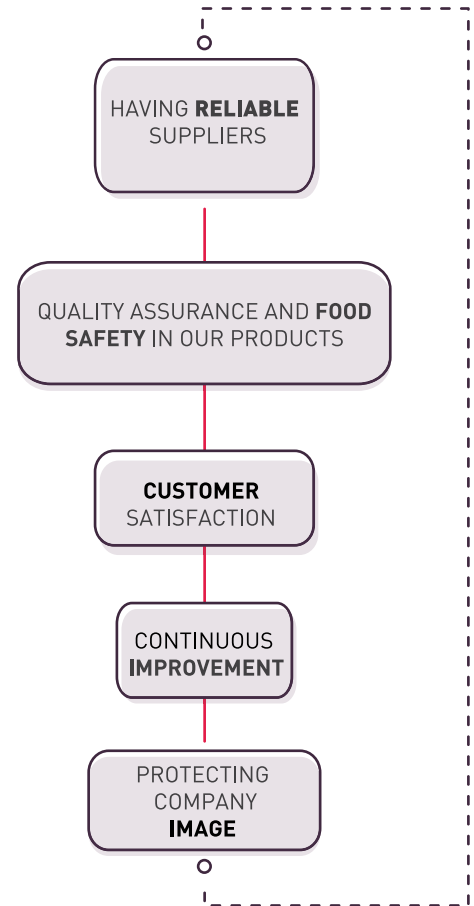 HAVING RELIABLE
SUPPLIERS
QUALITY ASSURANCE AND FOOD
SAFETY IN OUR PRODUCTS
CUSTOMER
SATISFACTION
CONTINUOUS
IMPROVEMENT
PROTECTING
COMPANY
IMAGE